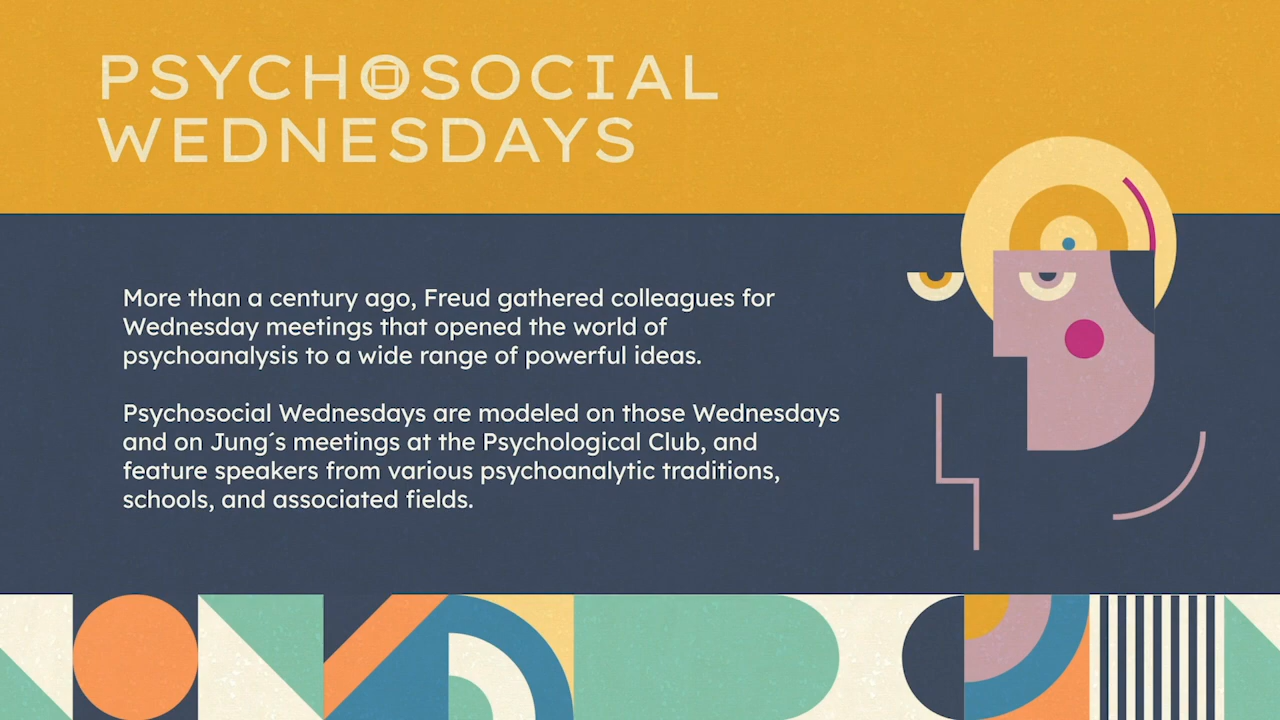 PSYCHOSOCIAL
WEDNESDAYS
More than a century ago, Freud gathered colleagues for
Wednesday meetings that opened the world of
psychoanalysis to a wide range of powerful ideas.
Psychosocial Wednesdays are modeled on those Wednesdays
and on Jung´s meetings at the Psychological Club, and
feature speakers from various psychoanalytic traditions,
schools, and associated fields.